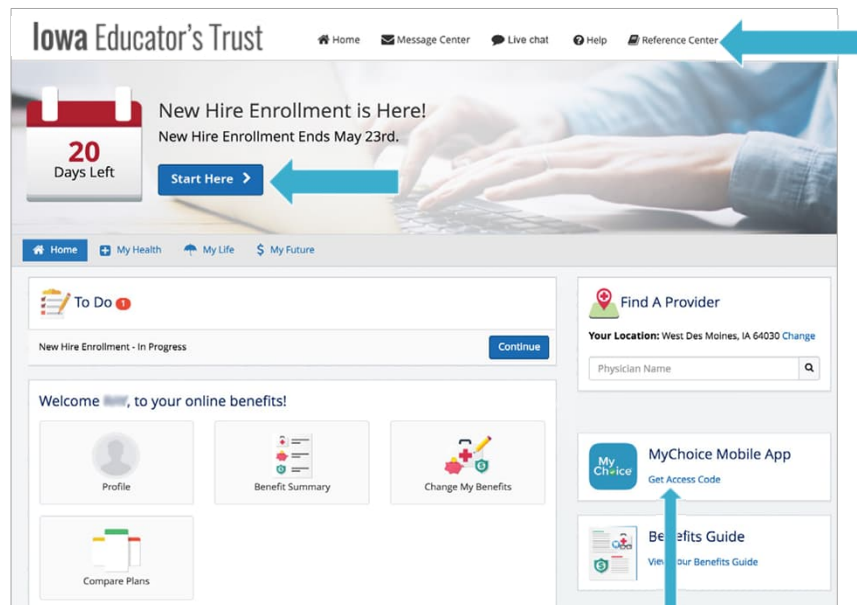 Iowa Educator's Trust
Home Message Center Live chat Help Reference Center
New Hire Enrollment is Here!
New Hire Enrollment Ends May 23rd.
20
Days Left
Start Here
Home My Health My Life $ My Future
To Do 1
New Hire Enrollment - In Progress
Continue
Find A Provider
Your Location: West Des Moines, IA 64030 Change
Physician Name
Welcome , to your online benefits!
Profile
Benefit Summary
Change My Benefits
Compare Plans
My
Choice
MyChoice Mobile App
Get Access Code
Benefits Guide
View Your Benefits Guide